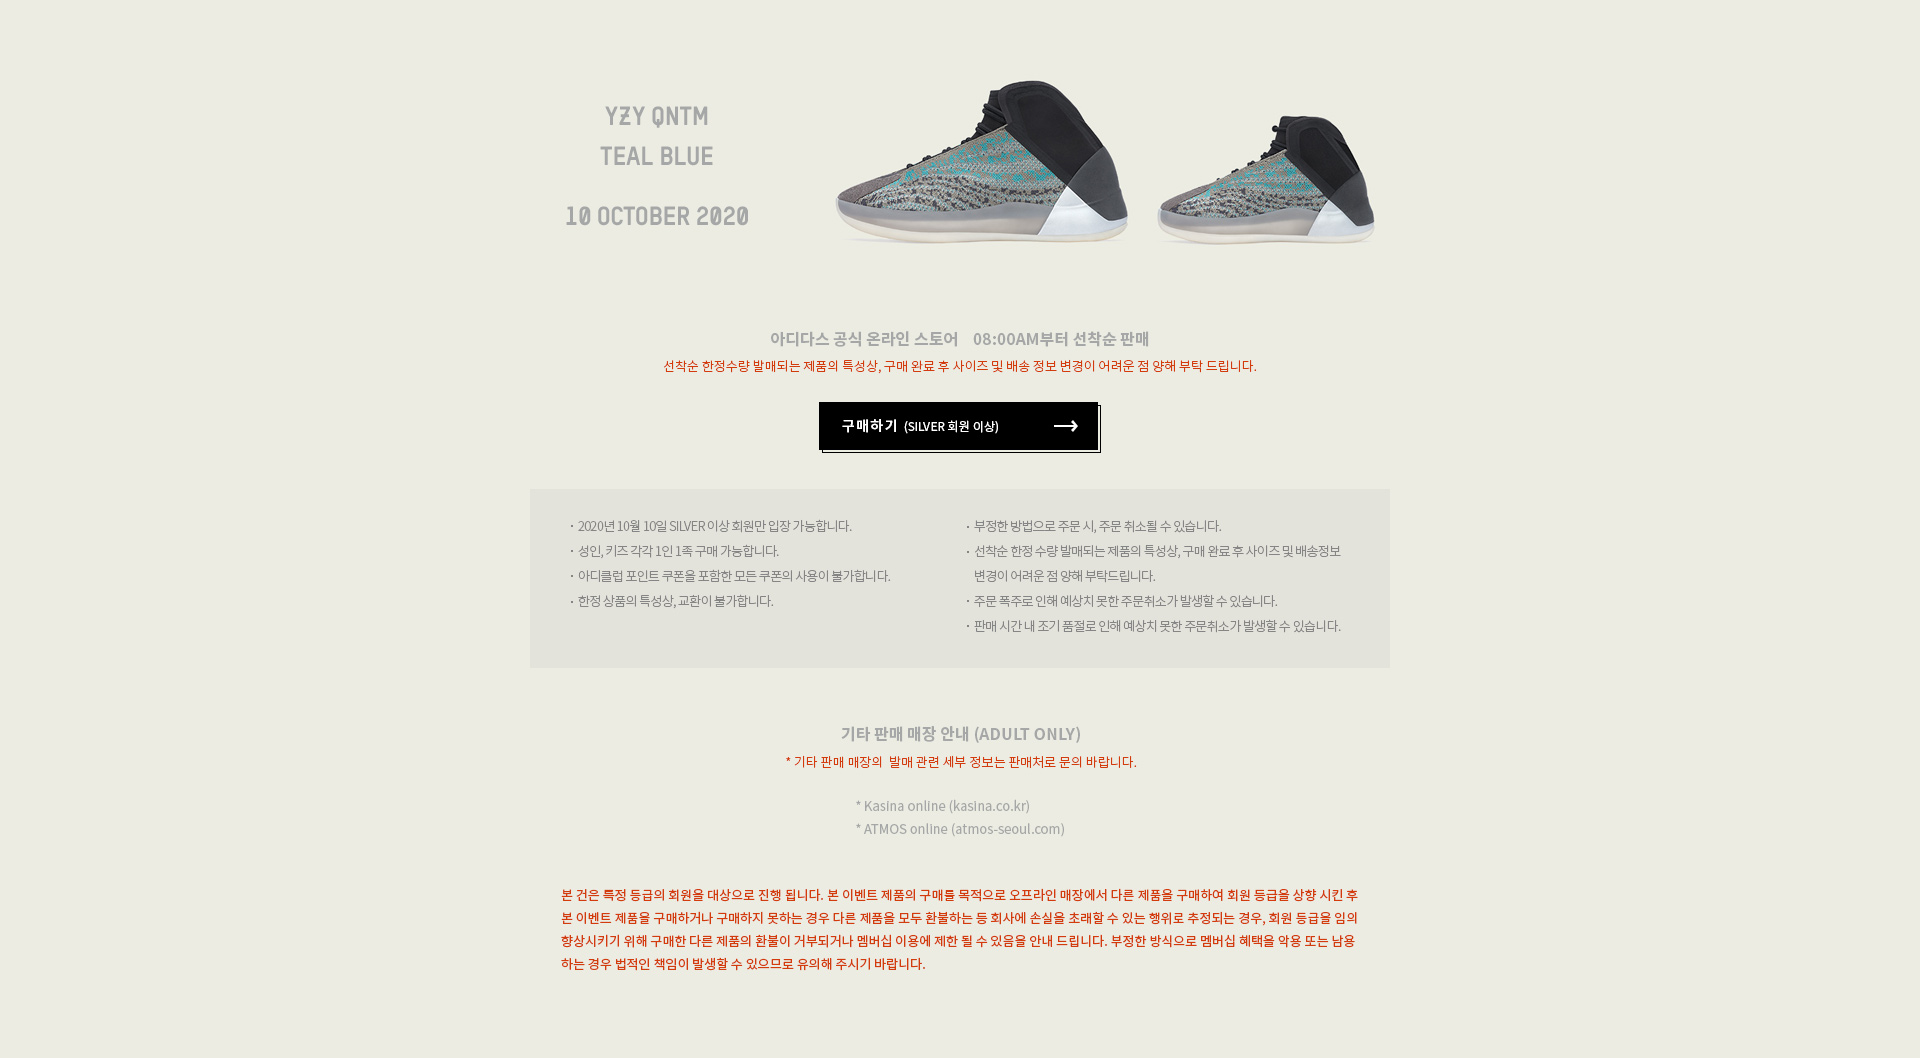 YZY QNTM
TEAL BLUE
10 OCTOBER 2020
아디다스 공식 온라인 스토어 08:00AM부터 선착순 판매
선착순 한정수량 발매되는 제품의 특성상, 구매 완료 후 사이즈 및 배송 정보 변경이 어려운 점 양해 부탁 드립니다.
구매하기 (SILVER 회원 이상)
· 2020년 10월 10일 SILVER 이상 회원만 입장 가능합니다.
· 성인, 키즈 각각 1인 1족 구매 가능합니다.
· 아디클럽 포인트 쿠폰을 포함한 모든 쿠폰의 사용이 불가합니다.
· 한정 상품의 특성상, 교환이 불가합니다.
· 부정한 방법으로 주문 시, 주문 취소될 수 있습니다.
· 선착순 한정 수량 발매되는 제품의 특성상, 구매 완료 후 사이즈 및 배송정보
변경이 어려운 점 양해 부탁드립니다.
· 주문 폭주로 인해 예상치 못한 주문취소가 발생할 수 있습니다.
· 판매 시간 내 조기 품절로 인해 예상치 못한 주문취소가 발생할 수 있습니다.
기타 판매 매장 안내 (ADULT ONLY)
* 기타 판매 매장의 발매 관련 세부 정보는 판매처로 문의 바랍니다.
* Kasina online (kasina.co.kr)
* ATMOS online (atmos-seoul.com)
본 건은 특정 등급의 회원을 대상으로 진행 됩니다. 본 이벤트 제품의 구매를 목적으로 오프라인 매장에서 다른 제품을 구매하여 회원 등급을 상향 시킨 후
본 이벤트 제품을 구매하거나 구매하지 못하는 경우 다른 제품을 모두 환불하는 등 회사에 손실을 초래할 수 있는 행위로 추정되는 경우, 회원 등급을 임의
향상시키기 위해 구매한 다른 제품의 환불이 거부되거나 멤버십 이용에 제한 될 수 있음을 안내 드립니다. 부정한 방식으로 멤버십 혜택을 악용 또는 남용
하는 경우 법적인 책임이 발생할 수 있으므로 유의해 주시기 바랍니다.